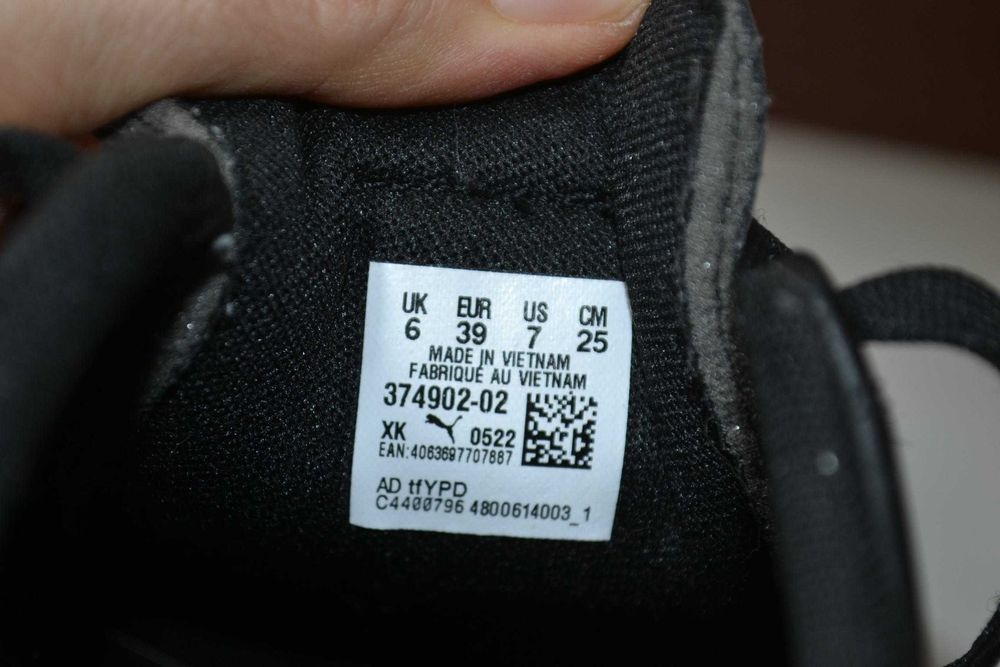 UK EUR US CM
6 39 7 25
MADE IN VIETNAM
FABRIQUÉ AU VIETNAM
374902-02
XK 0522
EAN:4063697707887
AD tfYPD
C4400796 4800614003_1